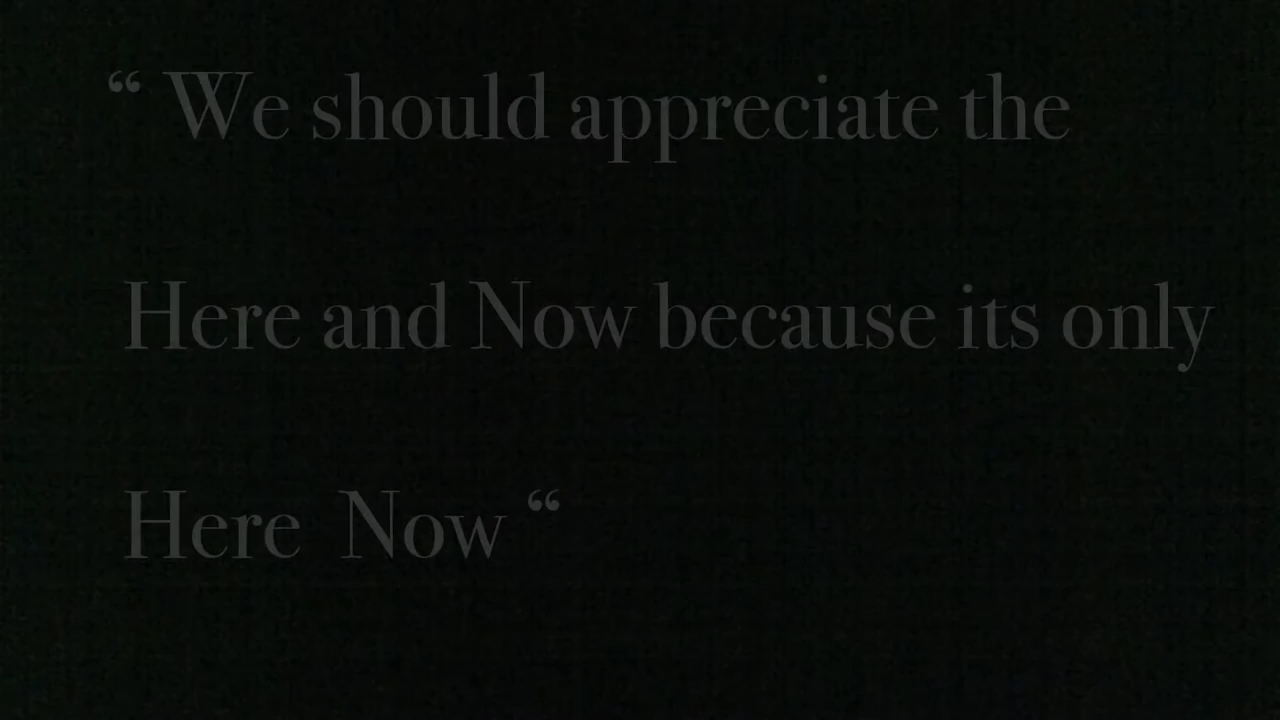 “ We should appreciate the
Here and Now because its only
Here  Now “